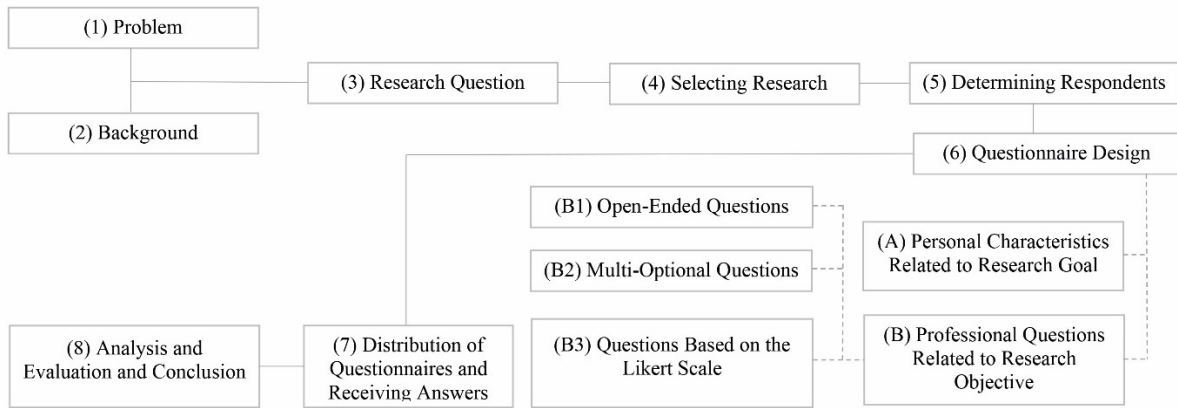 (1) Problem
(3) Research Question
(4) Selecting Research
(5) Determining Respondents
(2) Background
(6) Questionnaire Design
(B1) Open-Ended Questions
(A) Personal Characteristics
Related to Research Goal
(B2) Multi-Optional Questions
(8) Analysis and
Evaluation and Conclusion
(7) Distribution of
Questionnaires and
Receiving Answers
(B3) Questions Based on the
Likert Scale
(B) Professional Questions
Related to Research
Objective